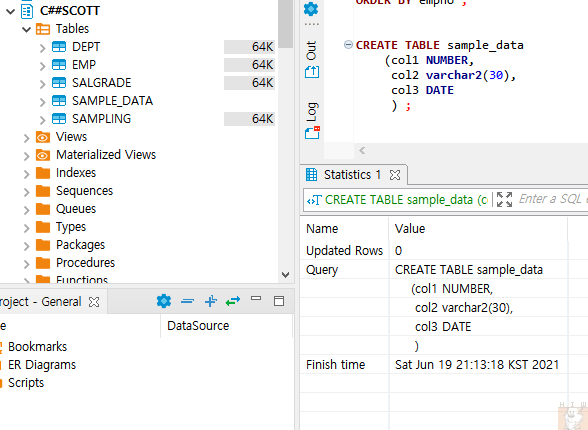 C##SCOTT
Tables
DEPT 64K
EMP 64K
SALGRADE 64K
SAMPLE_DATA
SAMPLING 64K
Views
Materialized Views
Indexes
Sequences
Queues
Types
Packages
Procedures
Functions
roject - General
e DataSource
Bookmarks
ER Diagrams
Scripts
ORDER BY empno ;
Out
Log
CREATE TABLE sample_data
(col1 NUMBER,
col2 varchar2(30),
col3 DATE
) ;
Statistics 1
CREATE TABLE sample_data (c Enter a SQL e
Name Value
Updated Rows 0
Query CREATE TABLE sample_data
(col1 NUMBER,
col2 varchar2(30),
col3 DATE
)
Finish time Sat Jun 19 21:13:18 KST 2021